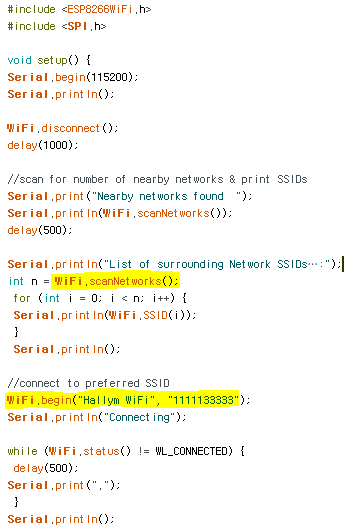 #include <ESP8266WiFi.h>
#include <SPI.h>

void setup() {
Serial.begin(115200);
Serial.println();

WiFi.disconnect();
delay(1000);

//scan for number of nearby networks & print SSIDs
Serial.print("Nearby networks found  ");
Serial.println(WiFi.scanNetworks());
delay(500);

Serial.println("List of surrounding Network SSIDs…:");
int n = WiFi.scanNetworks();
 for (int i = 0; i < n; i++) {
 Serial.println(WiFi.SSID(i));
 }
 Serial.println();

//connect to preferred SSID
WiFi.begin("Hallym WiFi", "1111133333");
Serial.println("Connecting");

while (WiFi.status() != WL_CONNECTED) {
 delay(500);
Serial.print(".");
 }
Serial.println();